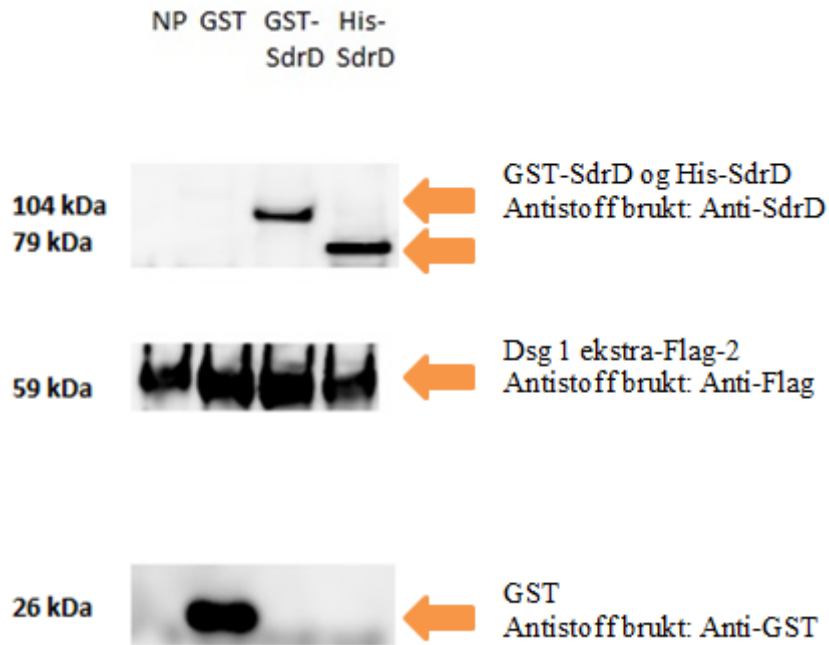 NP GST GST- His-
SdrD SdrD
104 kDa
79 kDa
GST-SdrD og His-SdrD
Antistoff brukt: Anti-SdrD
59 kDa
Dsg 1 ekstra-Flag-2
Antistoff brukt: Anti-Flag
26 kDa
GST
Antistoff brukt: Anti-GST